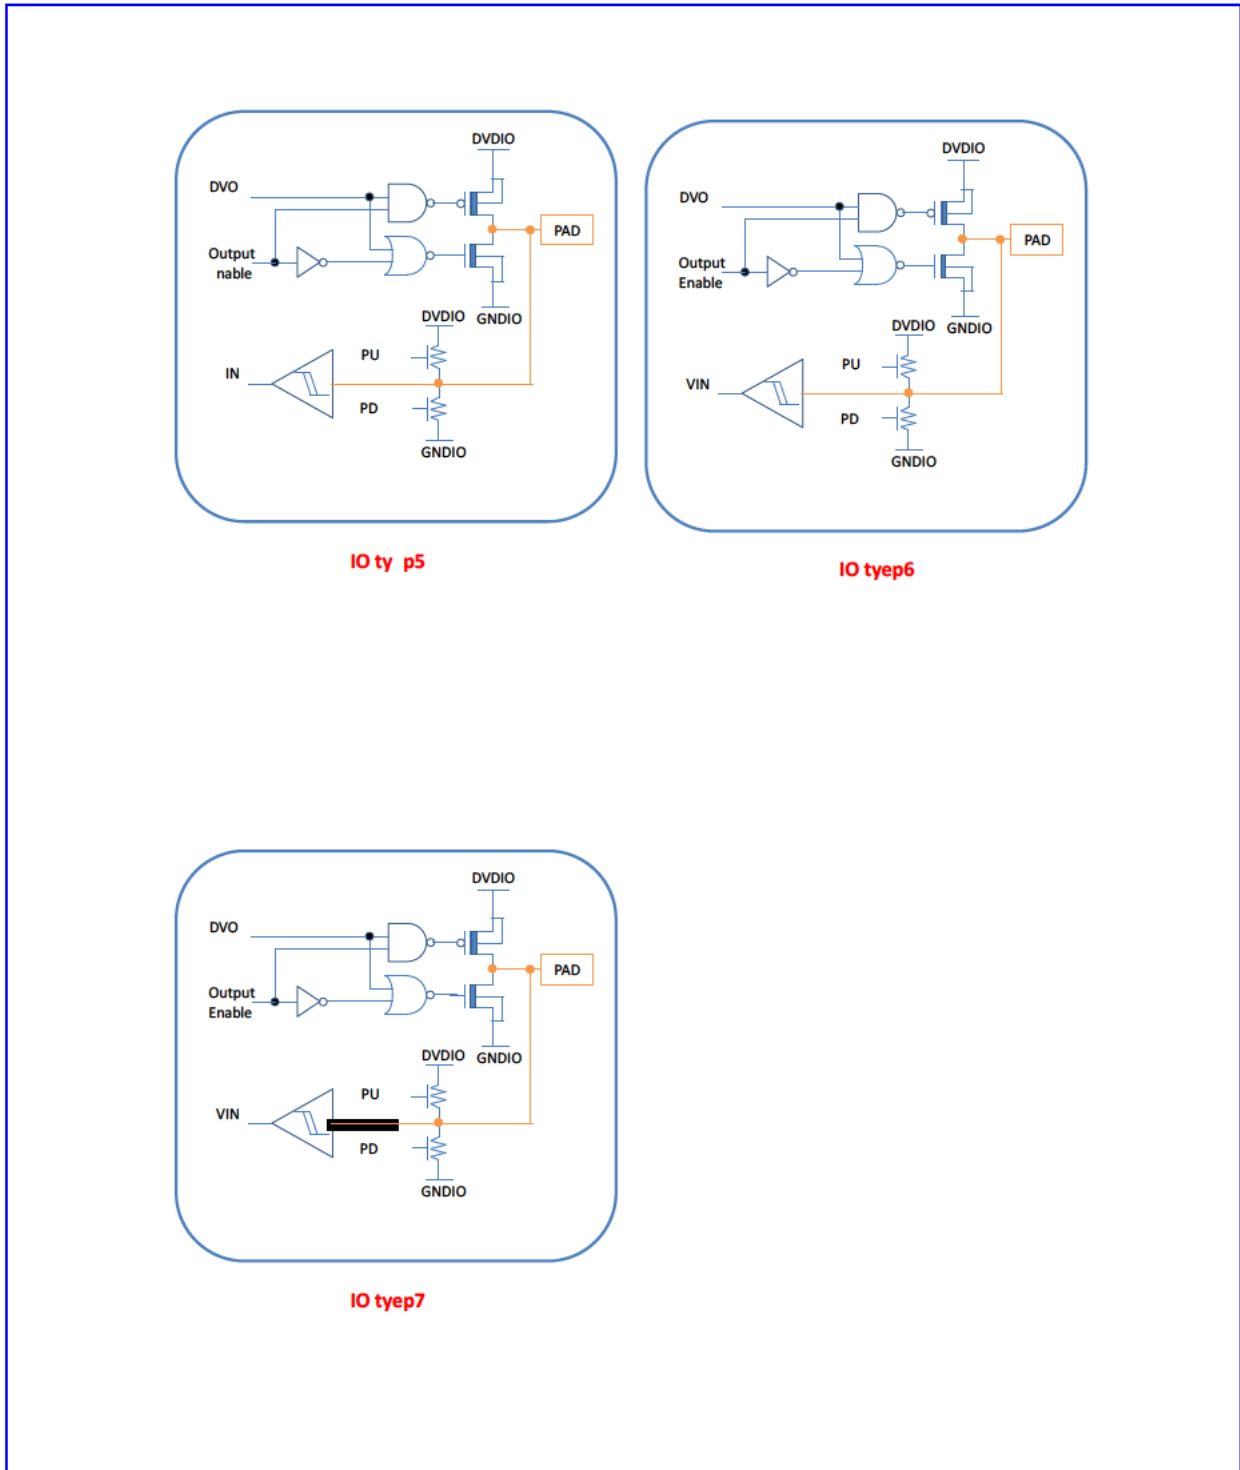 DVDIO
DVO
PAD
Output
nable
GNDIO
DVDIO
PU
IN
PD
GNDIO
IO ty p5
DVDIO
DVO
PAD
Output
Enable
GNDIO
DVDIO
PU
VIN
PD
GNDIO
IO tyep6
DVDIO
DVO
PAD
Output
Enable
DVDIO
GNDIO
PU
VIN
PD
GNDIO
IO tyep7